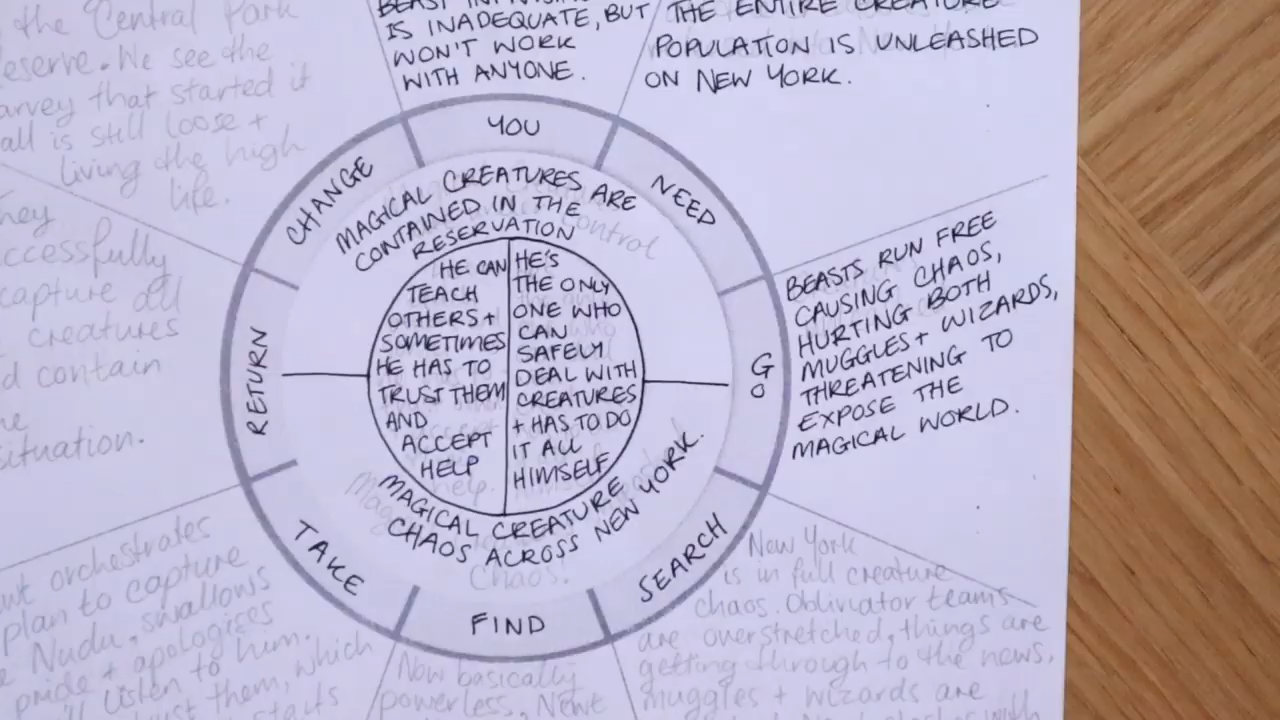 the Central Park
eserve. We see the
arvey that started it
all is still loose +
living the high
life.
IS INADEQUATE, BUT
WON'T WORK
WITH ANYONE.
THE ENTIRE CREATURE
POPULATION IS UNLEASHED
ON NEW YORK.
YOU
NEED
GO
SEARCH
FIND
TAKE
RETURN
CHANGE
MAGICAL CREATURES ARE
CONTAINED IN THE
RESERVATION
HE CAN
TEACH
OTHERS +
SOMETIMES
HE HAS TO
TRUST THEM
AND
ACCEPT
HELP
HE'S
THE ONLY
ONE WHO
CAN
SAFELY
DEAL WITH
CREATURES
+ HAS TO DO
IT ALL
HIMSELF
MAGICAL CREATURE
CHAOS ACROSS NEW YORK.
Chaos!
BEASTS RUN FREE
CAUSING CHAOS,
HURTING BOTH
MUGGLES + WIZARDS,
THREATENING TO
EXPOSE THE
MAGICAL WORLD.
hey
ccessfully
capture all
creatures
d contain
he
situation.
New York
is in full creature
chaos. Obliviator teams
are overstretched, things are
getting through to the news,
muggles + wizards are
Now basically
powerless, Newt
orchestrates
plan to capture
Nudu, swallows
pride + apologises
listen to him.
them, which
starts